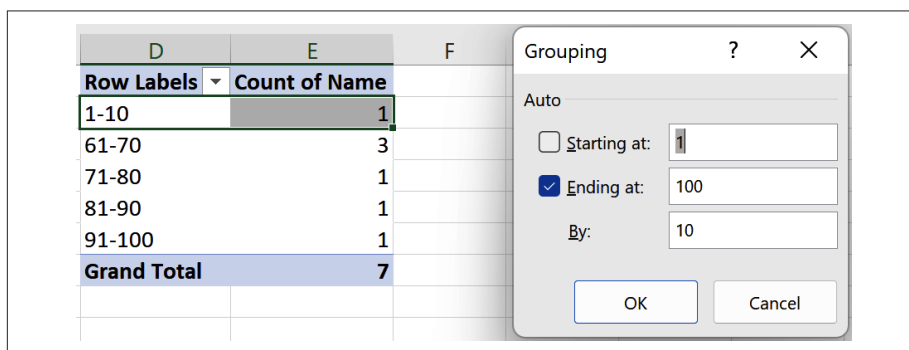 D E F
Row Labels Count of Name
1-10 1
61-70 3
71-80 1
81-90 1
91-100 1
Grand Total 7
Grouping ?
Auto
Starting at: 1
Ending at: 100
By: 10
OK Cancel